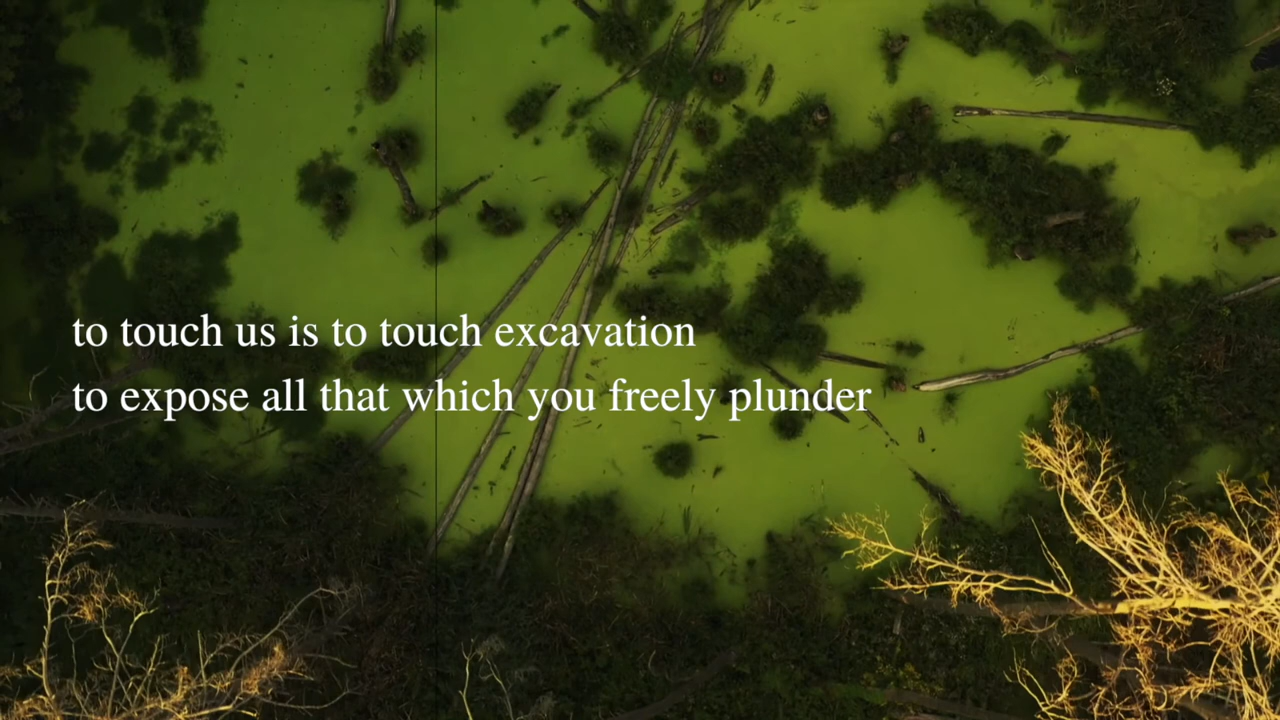 to touch us is to touch excavation
to expose all that which you freely plunder